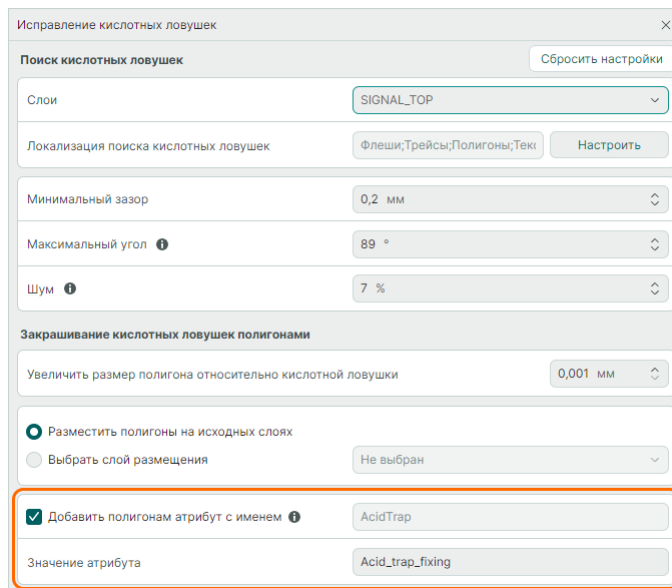 Исправление кислотных ловушек
Поиск кислотных ловушек
Сбросить настройки
Слои
SIGNAL_TOP
Локализация поиска кислотных ловушек
Флеши;Трейсы;Полигоны;Текс
Настроить
Минимальный зазор
0,2 мм
Максимальный угол
89 °
Шум
7 %
Закрашивание кислотных ловушек полигонами
Увеличить размер полигона относительно кислотной ловушки
0,001 мм
Разместить полигоны на исходных слоях
Выбрать слой размещения
Не выбран
Добавить полигонам атрибут с именем
AcidTrap
Значение атрибута
Acid_trap_fixing